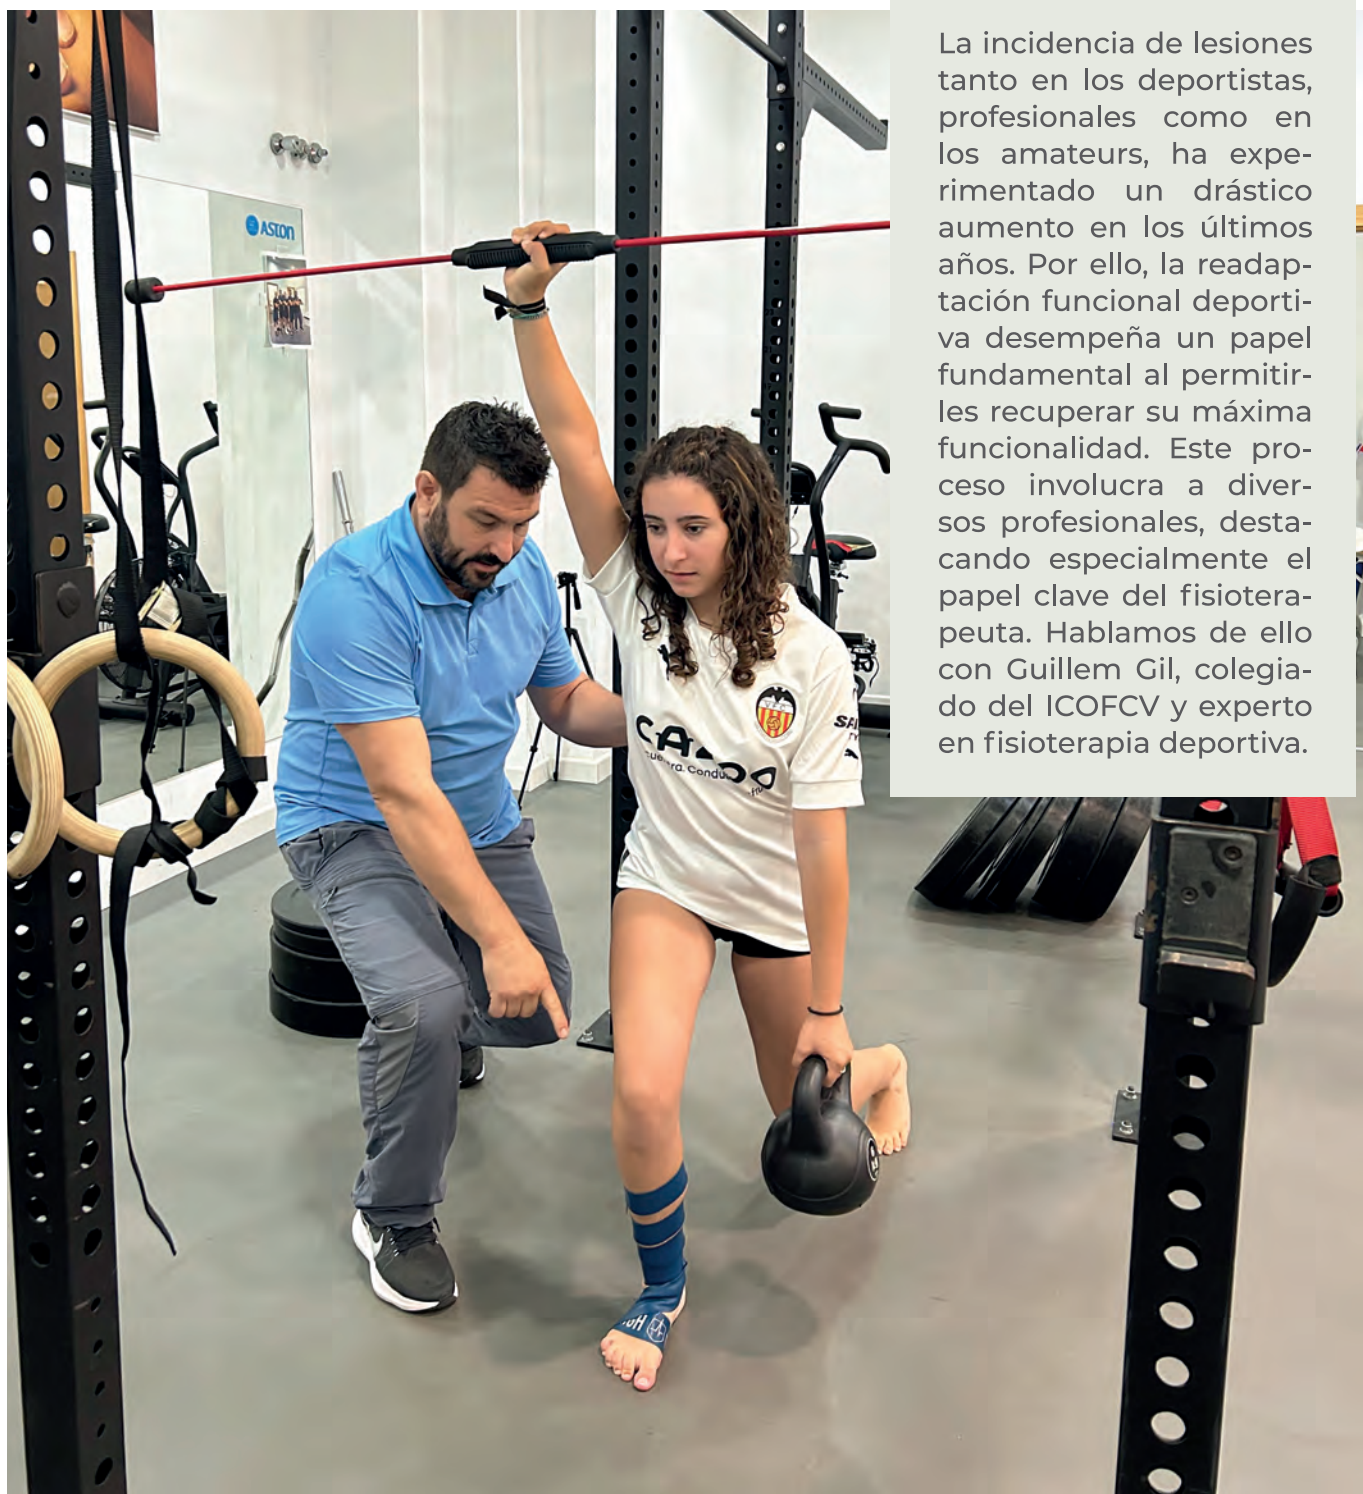 La incidencia de lesiones
tanto en los deportistas,
profesionales como en
los amateurs, ha expe-
rimentado un drástico
aumento en los últimos
años. Por ello, la readap-
tación funcional deporti-
va desempeña un papel
fundamental al permitir-
les recuperar su máxima
funcionalidad. Este pro-
ceso involucra a diver-
sos profesionales, desta-
cando especialmente el
papel clave del fisiotera-
peuta. Hablamos de ello
con Guillem Gil, colegia-
do del ICOFCV y experto
en fisioterapia deportiva.
ASTON